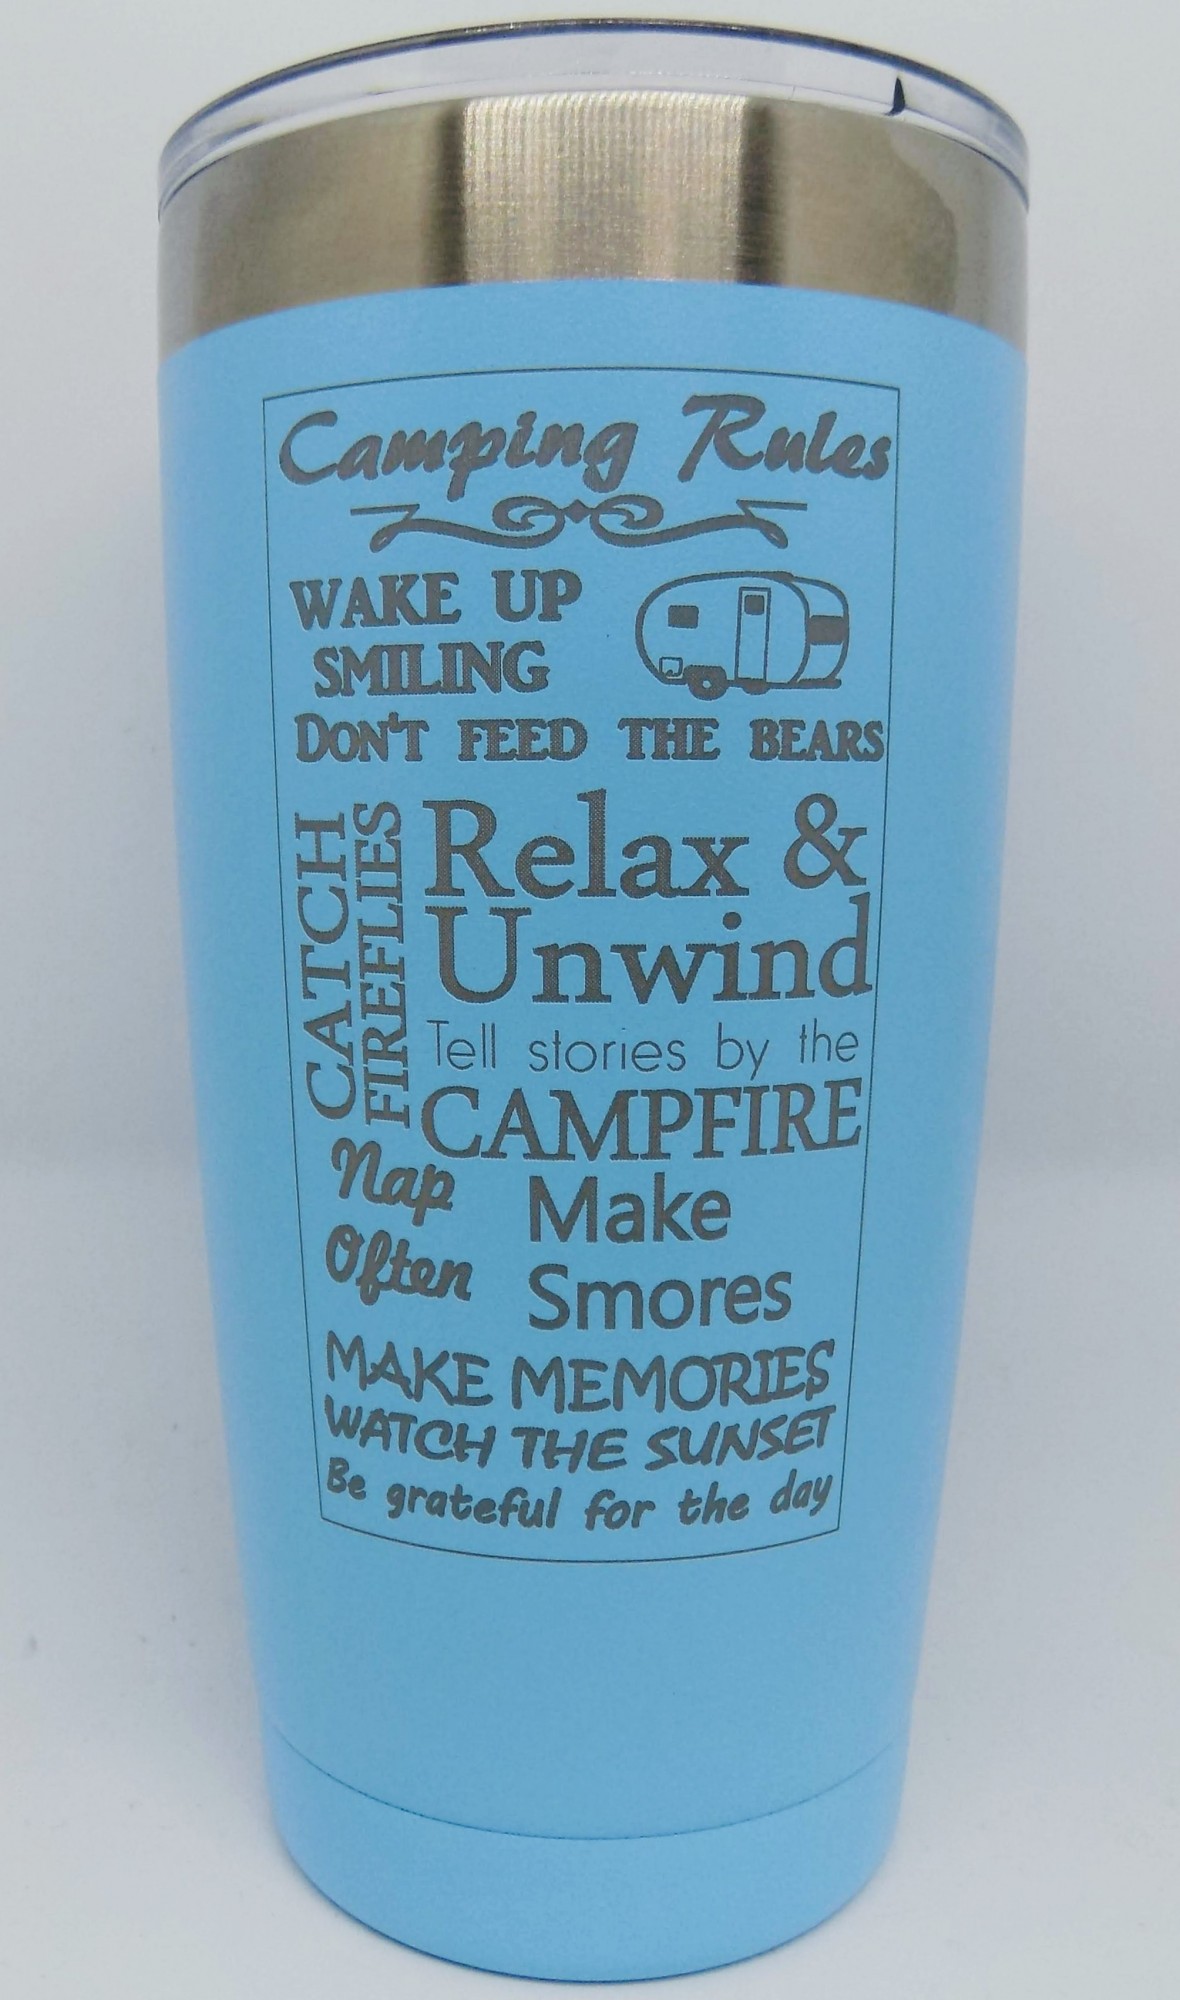 Camping Rules
WAKE UP
SMILING
DON'T FEED THE BEARS
CATCH
FIREFLIES
Relax &
Unwind
Tell stories by the
CAMPFIRE
Nap
Often
Make
Smores
MAKE MEMORIES
WATCH THE SUNSET
Be grateful for the day